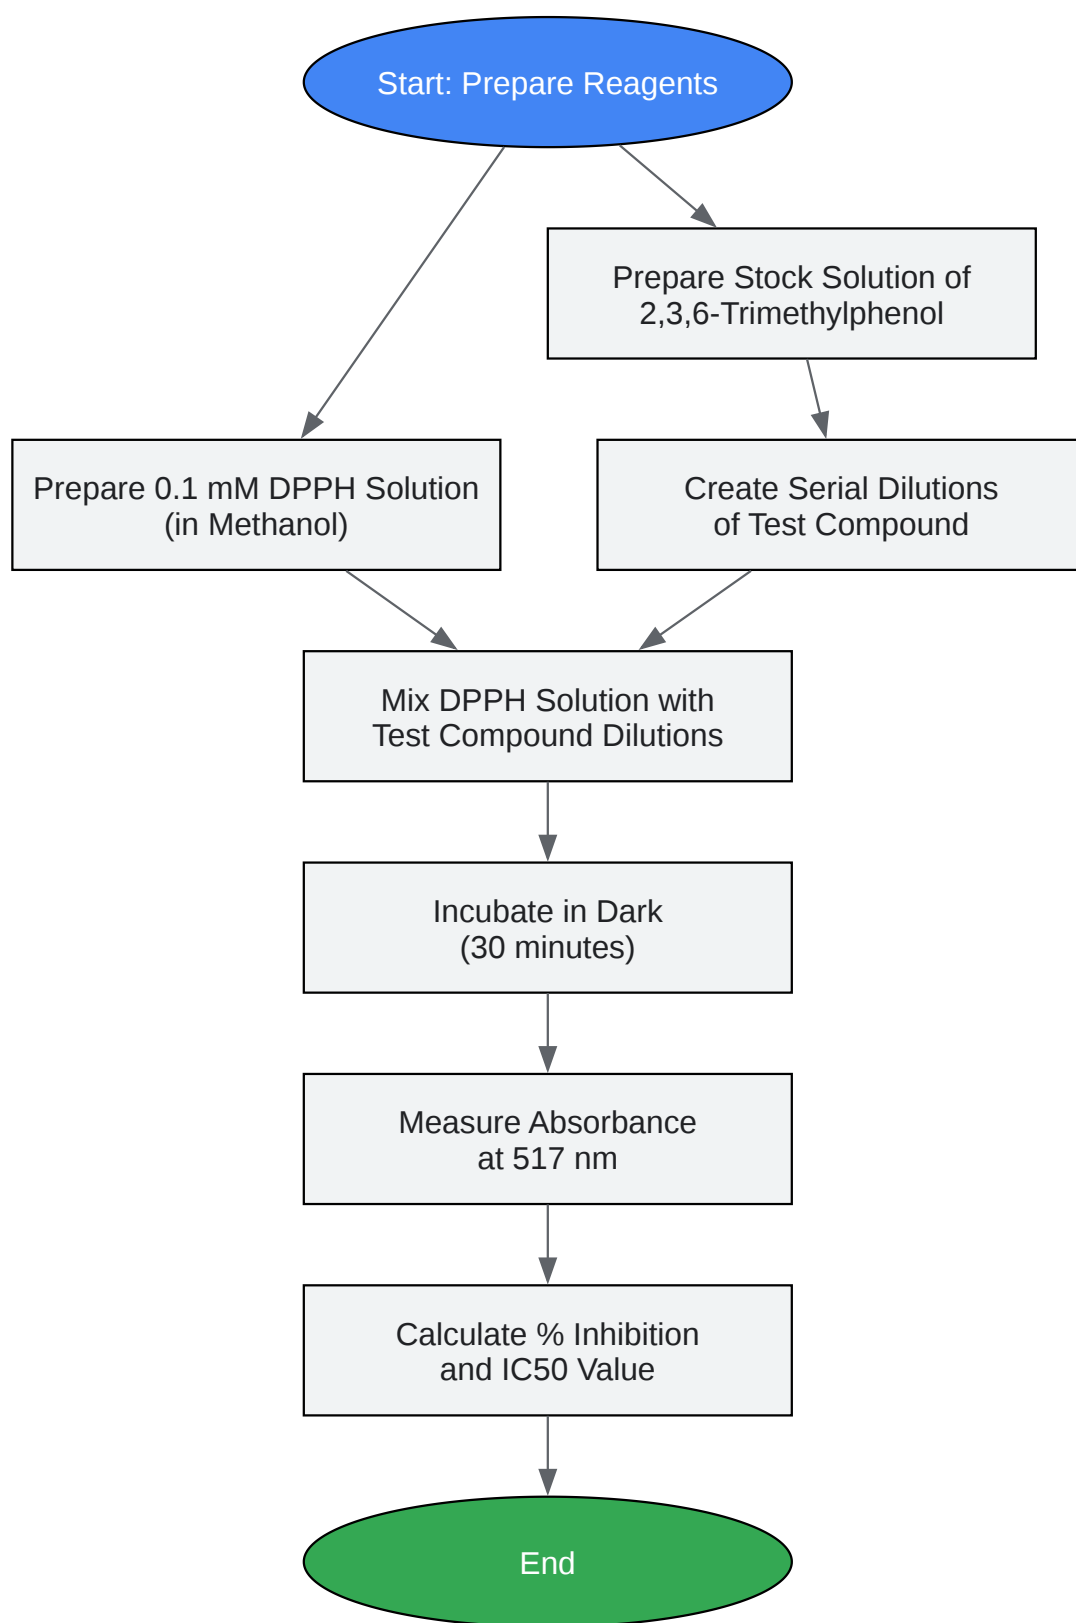 Start: Prepare Reagents
Prepare Stock Solution of
2,3,6-Trimethylphenol
Prepare 0.1 mM DPPH Solution
(in Methanol)
Create Serial Dilutions
of Test Compound
Mix DPPH Solution with
Test Compound Dilutions
Incubate in Dark
(30 minutes)
Measure Absorbance
at 517 nm
Calculate % Inhibition
and IC50 Value
End